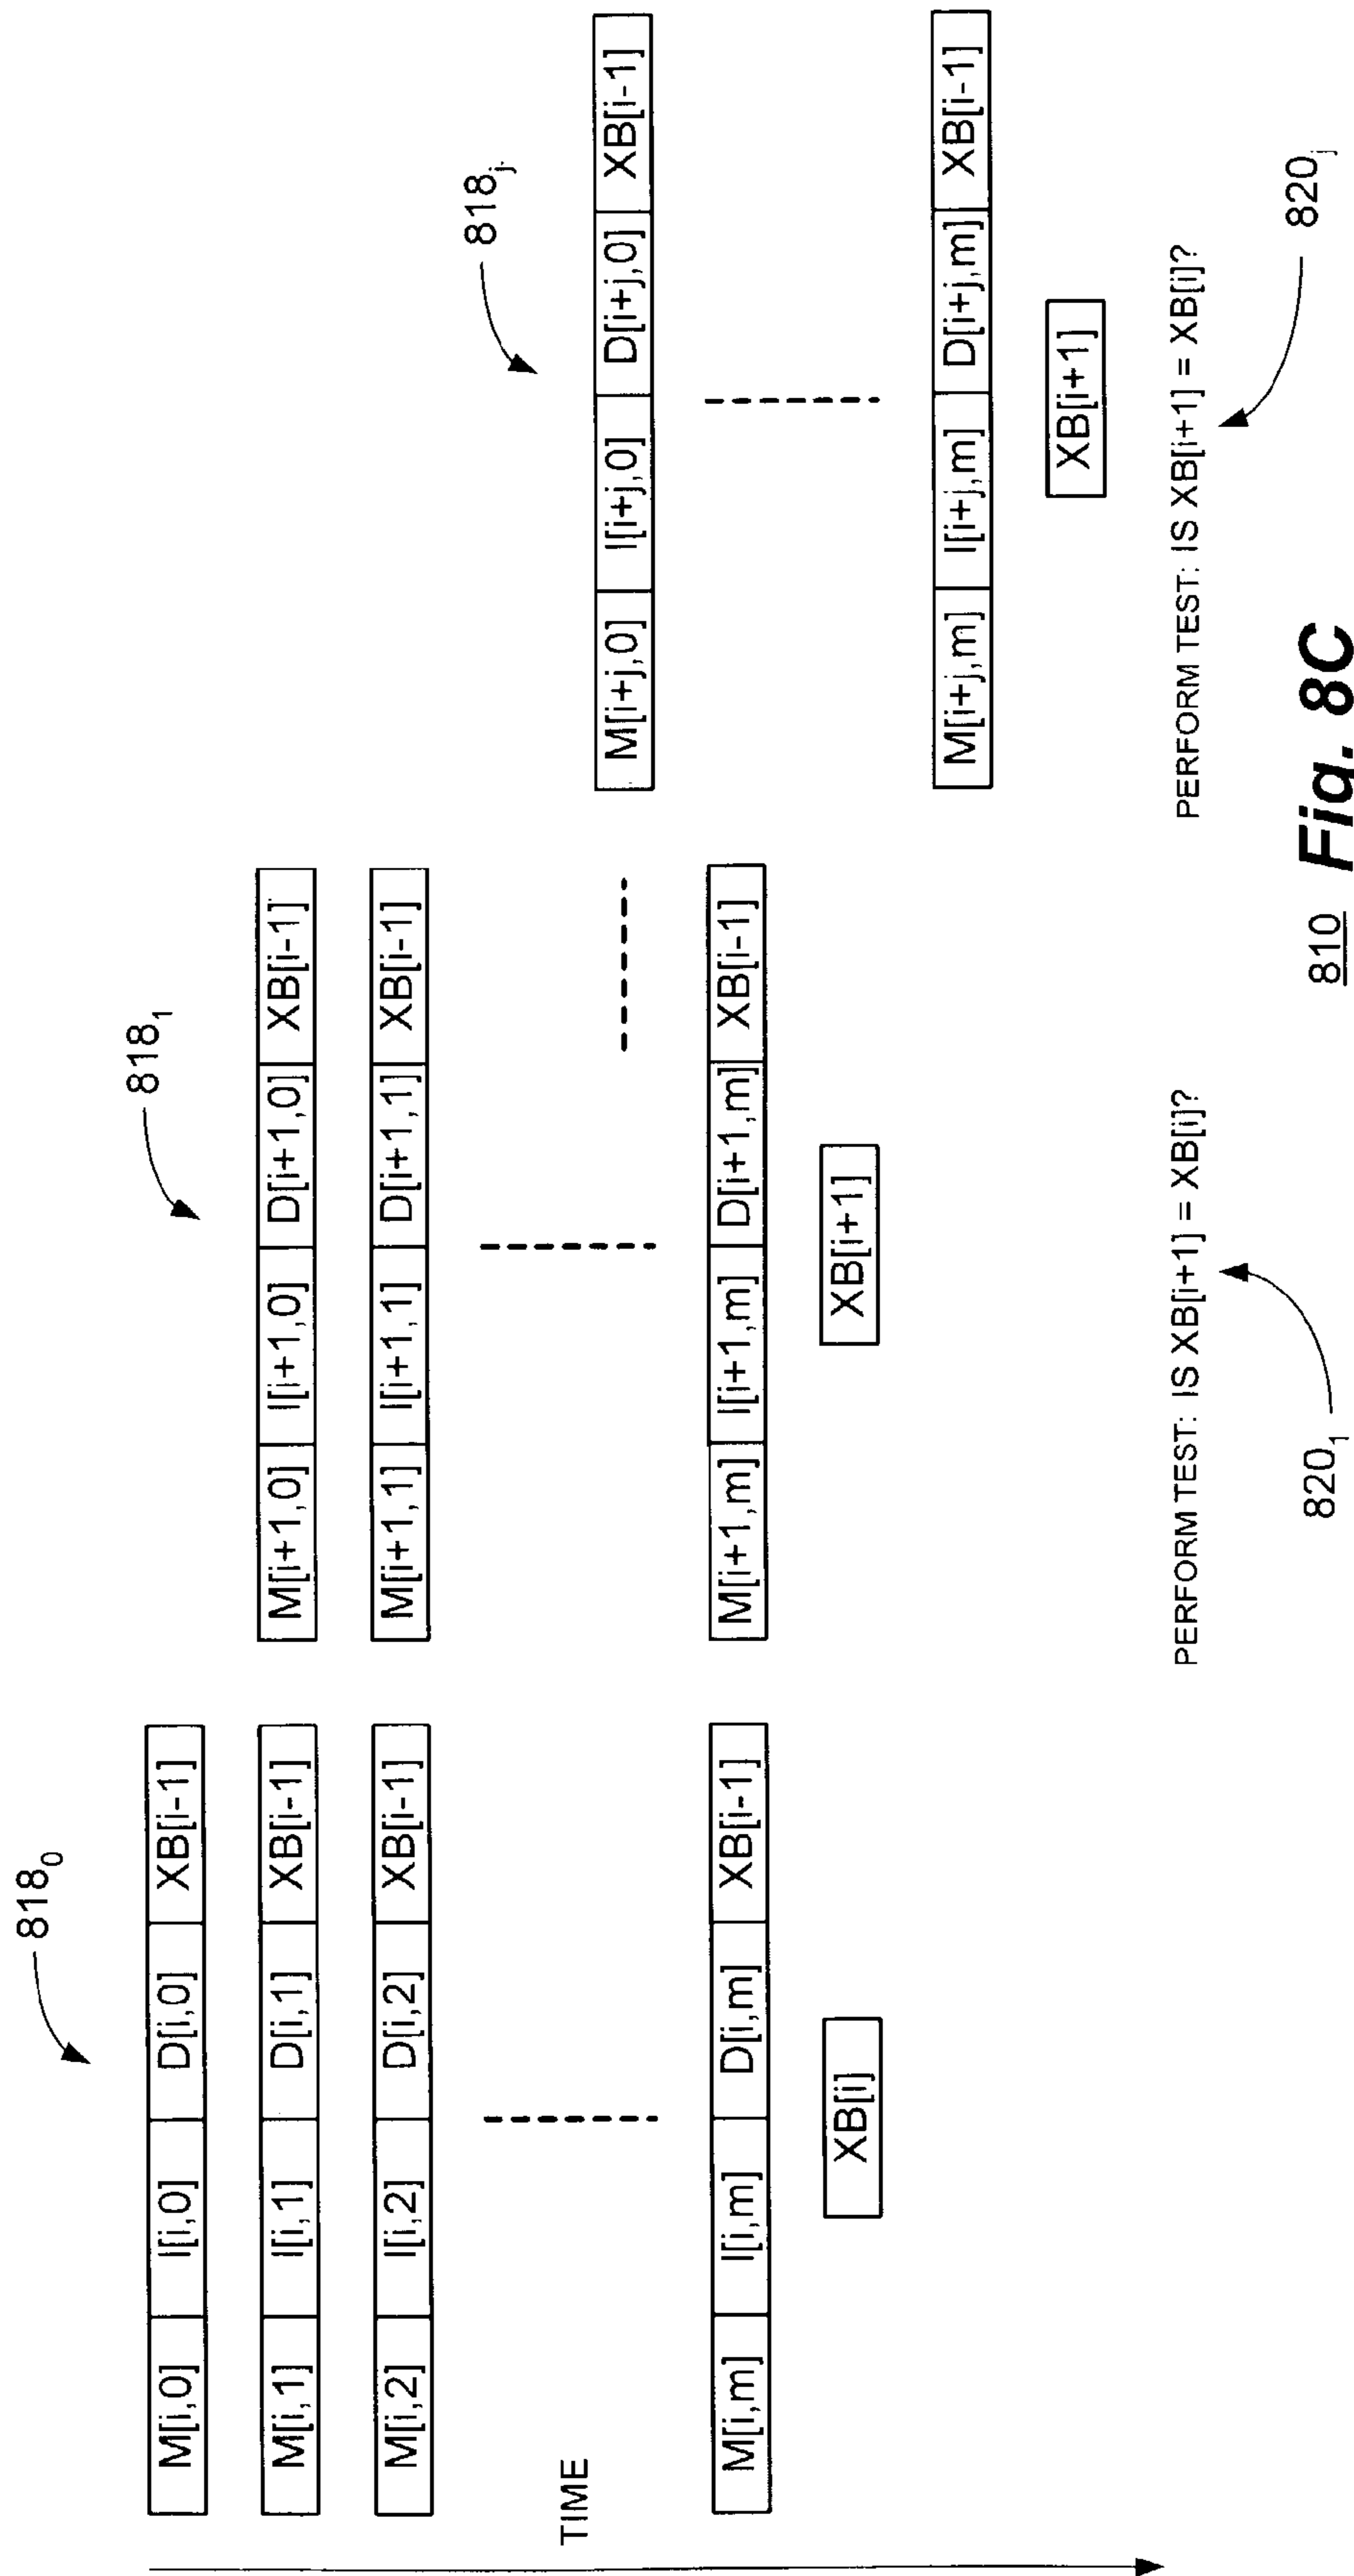 818₀
M[i,0] I[i,0] D[i,0] XB[i-1]
M[i,1] I[i,1] D[i,1] XB[i-1]
M[i,2] I[i,2] D[i,2] XB[i-1]
TIME
M[i,m] I[i,m] D[i,m] XB[i-1]
XB[i]
818₁
M[i+1,0] I[i+1,0] D[i+1,0] XB[i-1]
M[i+1,1] I[i+1,1] D[i+1,1] XB[i-1]
M[i+1,m] I[i+1,m] D[i+1,m] XB[i-1]
XB[i+1]
PERFORM TEST: IS XB[i+1] = XB[i]?
820₁
818ⱼ
M[i+j,0] I[i+j,0] D[i+j,0] XB[i-1]
M[i+j,m] I[i+j,m] D[i+j,m] XB[i-1]
XB[i+1]
PERFORM TEST: IS XB[i+1] = XB[i]?
820ⱼ
810 Fig. 8C